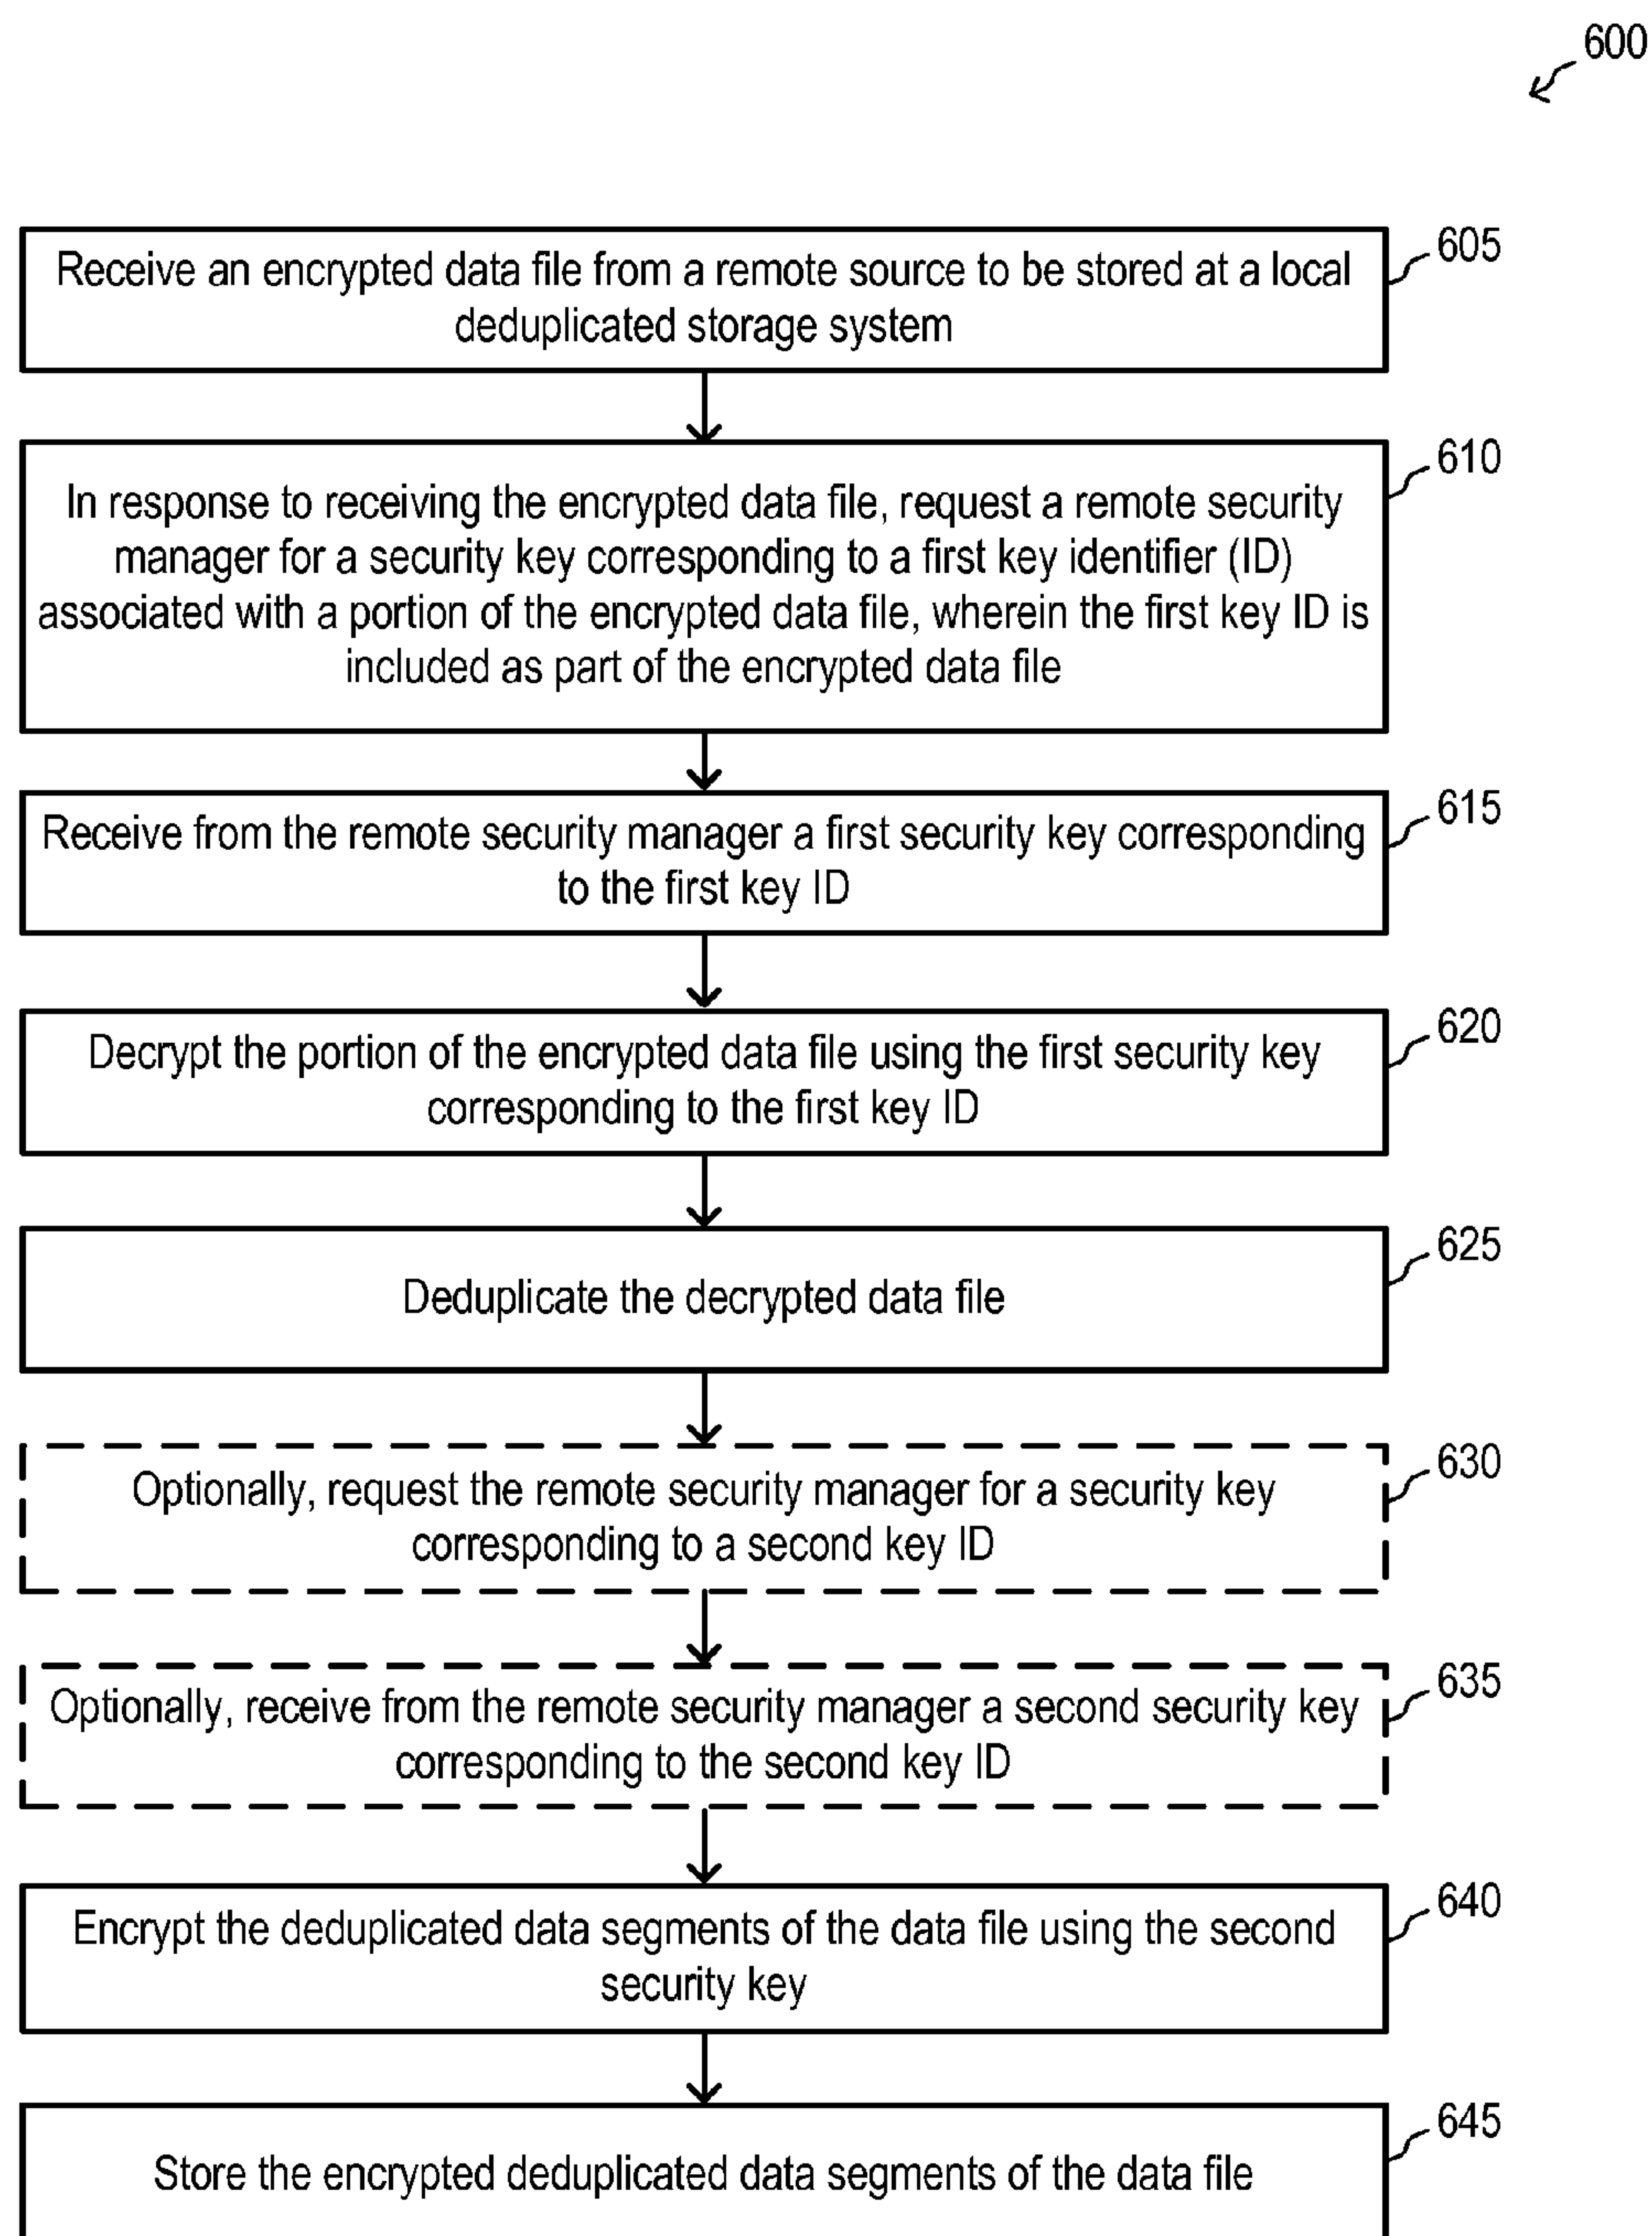 600
Receive an encrypted data file from a remote source to be stored at a local
deduplicated storage system
605
In response to receiving the encrypted data file, request a remote security
manager for a security key corresponding to a first key identifier (ID)
associated with a portion of the encrypted data file, wherein the first key ID is
included as part of the encrypted data file
610
Receive from the remote security manager a first security key corresponding
to the first key ID
615
Decrypt the portion of the encrypted data file using the first security key
corresponding to the first key ID
620
Deduplicate the decrypted data file
625
Optionally, request the remote security manager for a security key
corresponding to a second key ID
630
Optionally, receive from the remote security manager a second security key
corresponding to the second key ID
635
Encrypt the deduplicated data segments of the data file using the second
security key
640
Store the encrypted deduplicated data segments of the data file
645